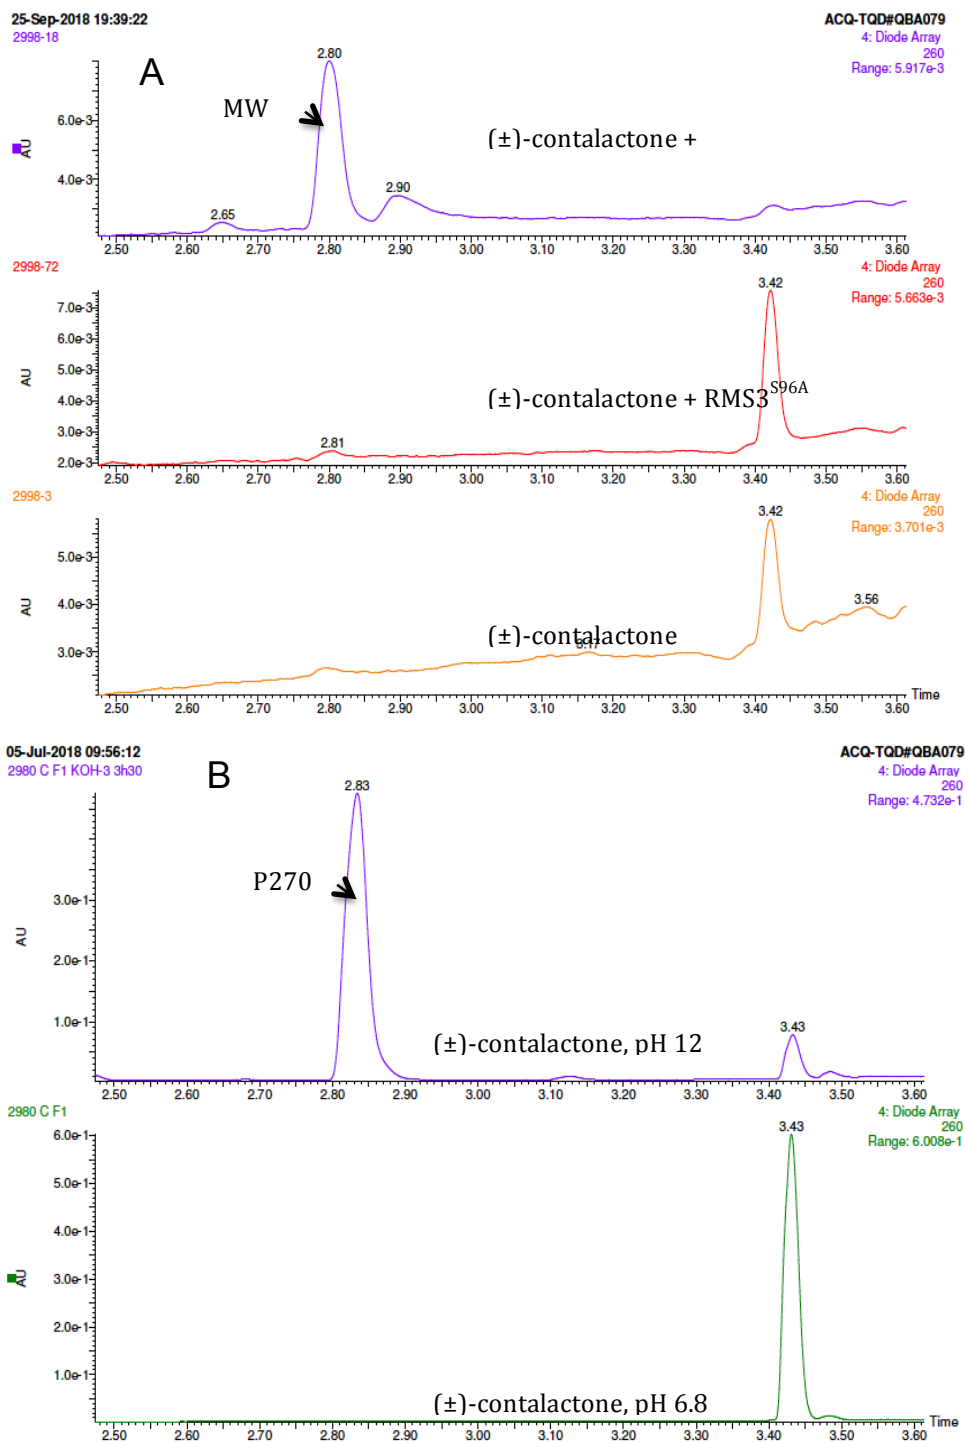 25-Sep-2018 19:39:22 ACQ-TQD#QBA079
2998-18 4: Diode Array
260
Range: 5.917e-3
A
2.80
MW
(±)-contalactone +
6.0e-3
AU
4.0e-3
2.65
2.90
2.50 2.60 2.70 2.80 2.90 3.00 3.10 3.20 3.30 3.40 3.50 3.60
2998-72 4: Diode Array
260
Range: 5.663e-3
3.42
7.0e-3
6.0e-3
5.0e-3
AU
4.0e-3
(±)-contalactone + RMS3S96A
3.0e-3
2.81
2.0e-3
2.50 2.60 2.70 2.80 2.90 3.00 3.10 3.20 3.30 3.40 3.50 3.60
2998-3 4: Diode Array
260
Range: 3.701e-3
3.42
5.0e-3
AU
4.0e-3
3.56
(±)-contalactone
3.17
3.0e-3
2.50 2.60 2.70 2.80 2.90 3.00 3.10 3.20 3.30 3.40 3.50 3.60
Time
05-Jul-2018 09:56:12 ACQ-TQD#QBA079
2980 C F1 KOH-3 3h30 4: Diode Array
260
Range: 4.732e-1
B
2.83
P270
3.0e-1
AU
2.0e-1
1.0e-1
(±)-contalactone, pH 12
3.43
2.50 2.60 2.70 2.80 2.90 3.00 3.10 3.20 3.30 3.40 3.50 3.60
2980 C F1 4: Diode Array
260
Range: 6.008e-1
3.43
6.0e-1
5.0e-1
4.0e-1
AU
3.0e-1
2.0e-1
1.0e-1
(±)-contalactone, pH 6.8
Time
2.50 2.60 2.70 2.80 2.90 3.00 3.10 3.20 3.30 3.40 3.50 3.60